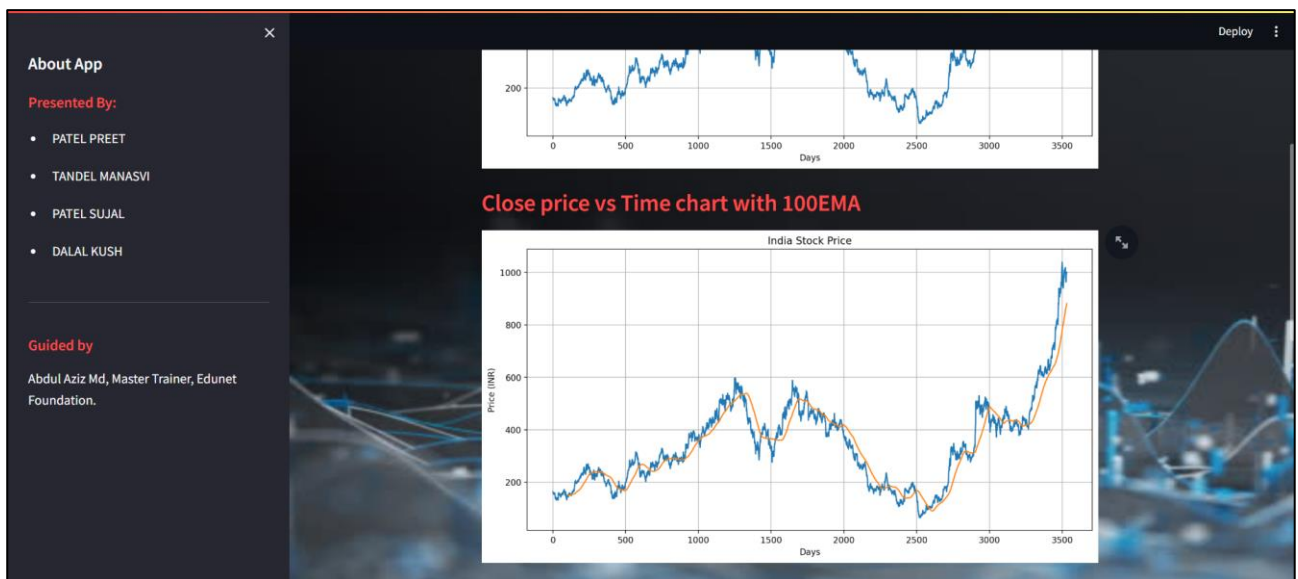 Deploy
About App
Presented By:
PATEL PREET
TANDEL MANASVI
PATEL SUJAL
DALAL KUSH
Guided by
Abdul Aziz Md, Master Trainer, Edunet
Foundation.
200
0 500 1000 1500 2000 2500 3000 3500
Days
Close price vs Time chart with 100EMA
India Stock Price
1000
800
600
400
200
Price (INR)
0 500 1000 1500 2000 2500 3000 3500
Days